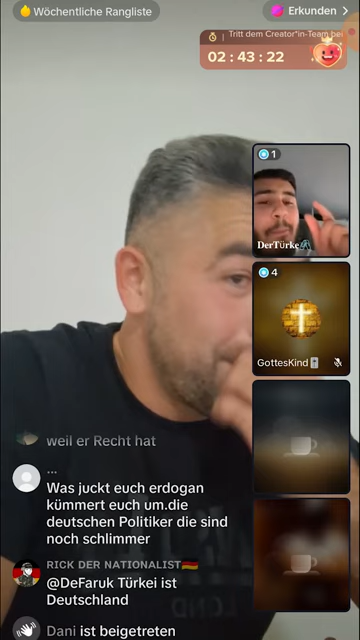 Wöchentliche Rangliste
Erkunden
Tritt dem Creator*in-Team bei
02 : 43 : 22
1
DerTürke
4
GottesKind
weil er Recht hat
...
Was juckt euch erdogan
kümmert euch um.die
deutschen Politiker die sind
noch schlimmer
RICK DER NATIONALIST
@DeFaruk Türkei ist
Deutschland
Dani ist beigetreten